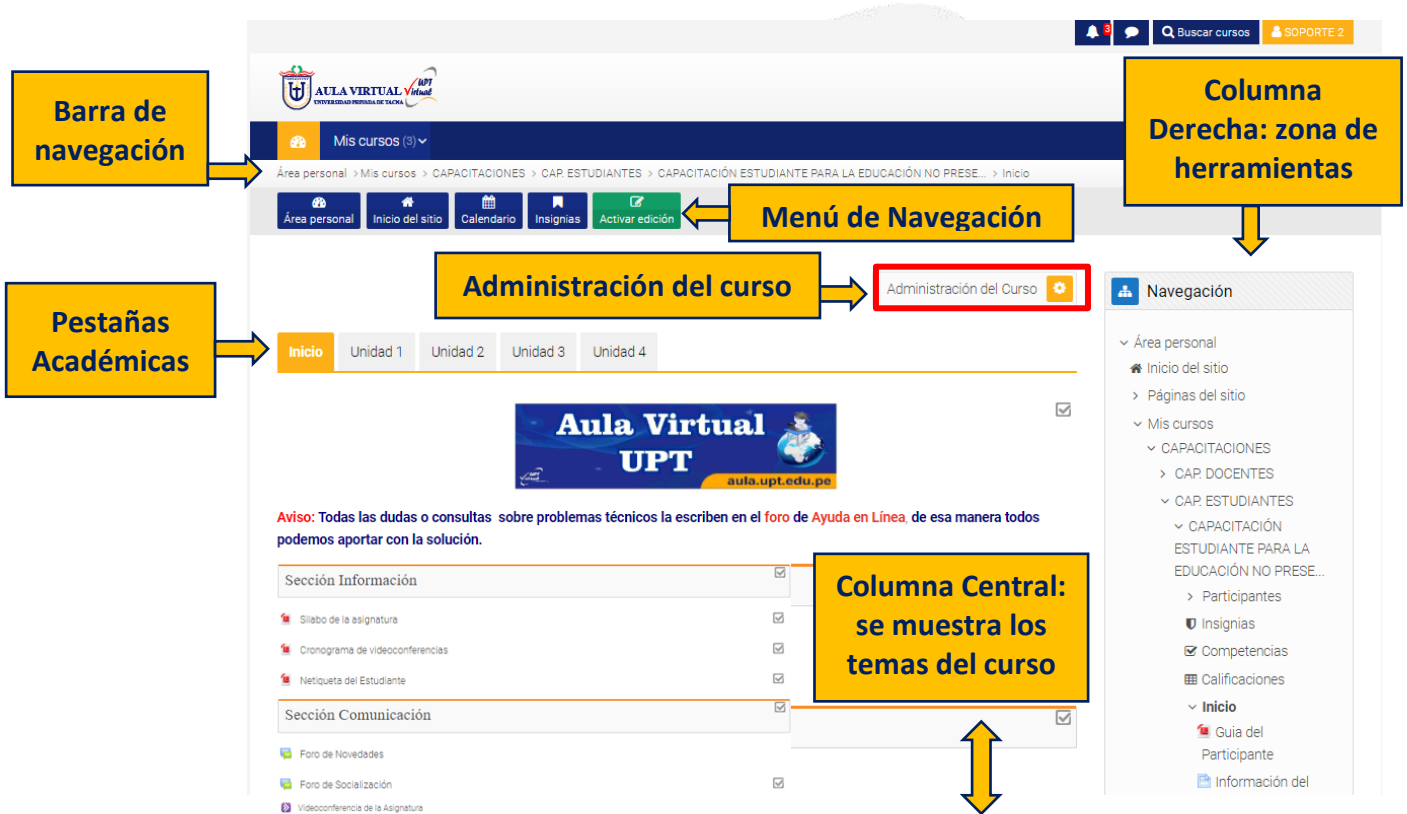 3
Buscar cursos
SOPORTE 2
AULA VIRTUAL
UNIVERSIDAD PRIVADA DE TACNA
UPT
Virtual
Barra de
navegación
Columna
Derecha: zona de
herramientas
Mis cursos (3)
Área personal > Mis cursos > CAPACITACIONES > CAP. ESTUDIANTES > CAPACITACIÓN ESTUDIANTE PARA LA EDUCACIÓN NO PRESE... > Inicio
Área personal
Inicio del sitio
Calendario
Insignias
Activar edición
Menú de Navegación
Administración del curso
Administración del Curso
Pestañas
Académicas
Inicio
Unidad 1
Unidad 2
Unidad 3
Unidad 4
Aula Virtual
UPT
aula.upt.edu.pe
Aviso: Todas las dudas o consultas sobre problemas técnicos la escriben en el foro de Ayuda en Línea, de esa manera todos
podemos aportar con la solución.
Sección Información
Silabo de la asignatura
Cronograma de videoconferencias
Netiqueta del Estudiante
Sección Comunicación
Foro de Novedades
Foro de Socialización
Videoconferencia de la Asignatura
Columna Central:
se muestra los
temas del curso
Navegación
Área personal
Inicio del sitio
> Páginas del sitio
Mis cursos
CAPACITACIONES
> CAP. DOCENTES
CAP. ESTUDIANTES
CAPACITACIÓN
ESTUDIANTE PARA LA
EDUCACIÓN NO PRESE...
> Participantes
Insignias
Competencias
Calificaciones
Inicio
Guia del
Participante
Información del